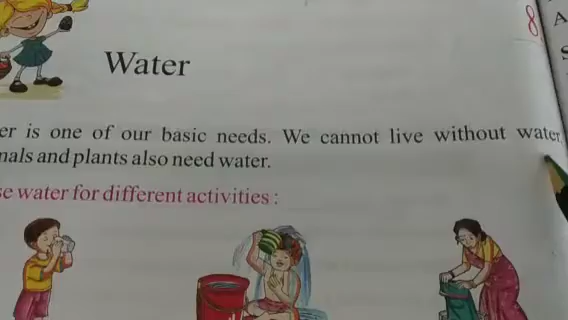 Water
er is one of our basic needs. We cannot live without water.
nals and plants also need water.
se water for different activities :
8
A